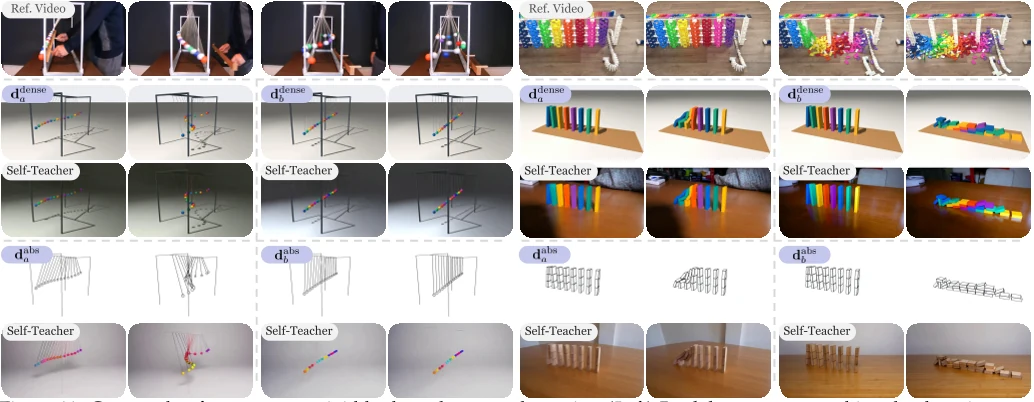 Ref. Video
Ref. Video
d_a^dense
d_b^dense
d_a^dense
d_b^dense
Self-Teacher
Self-Teacher
Self-Teacher
Self-Teacher
d_a^abs
d_b^abs
d_a^abs
d_b^abs
Self-Teacher
Self-Teacher
Self-Teacher
Self-Teacher